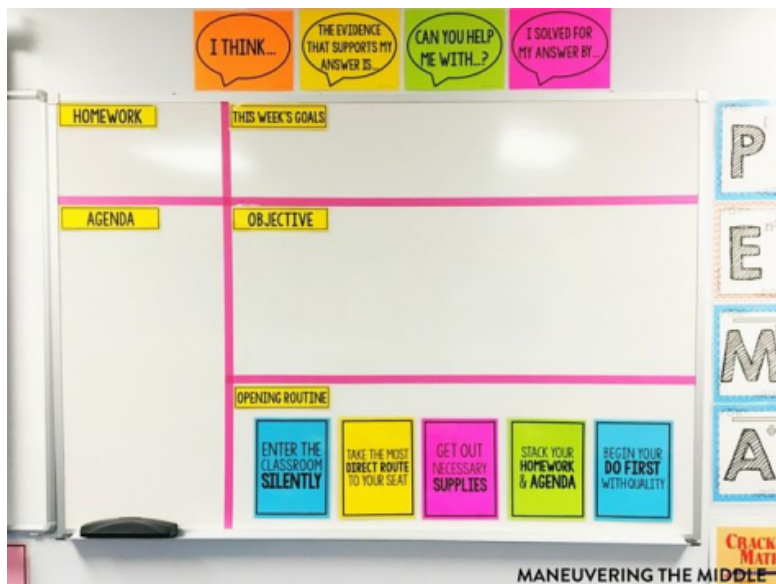 I THINK...
THE EVIDENCE
THAT SUPPORTS MY
ANSWER IS...
CAN YOU HELP
ME WITH...?
I SOLVED FOR
MY ANSWER BY...
HOMEWORK
THIS WEEK'S GOALS
AGENDA
OBJECTIVE
OPENING ROUTINE
ENTER THE
CLASSROOM
SILENTLY
TAKE THE MOST
DIRECT ROUTE
TO YOUR SEAT
GET OUT
NECESSARY
SUPPLIES
STACK YOUR
HOMEWORK
& AGENDA
BEGIN YOUR
DO FIRST
WITH QUALITY
P
E
M
A
CRACK
MATH
MANEUVERING THE MIDDLE